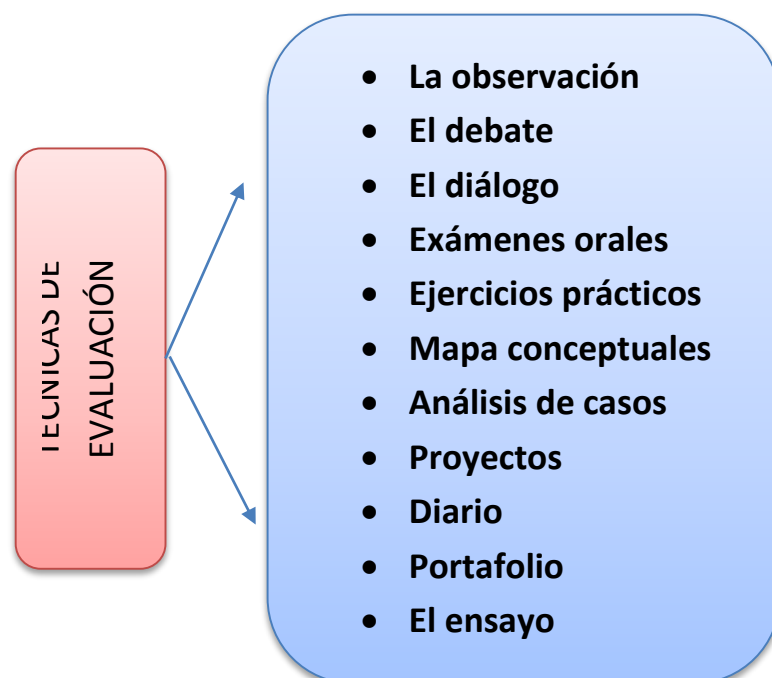 TÉCNICAS DE
EVALUACIÓN
• La observación
• El debate
• El diálogo
• Exámenes orales
• Ejercicios prácticos
• Mapa conceptuales
• Análisis de casos
• Proyectos
• Diario
• Portafolio
• El ensayo